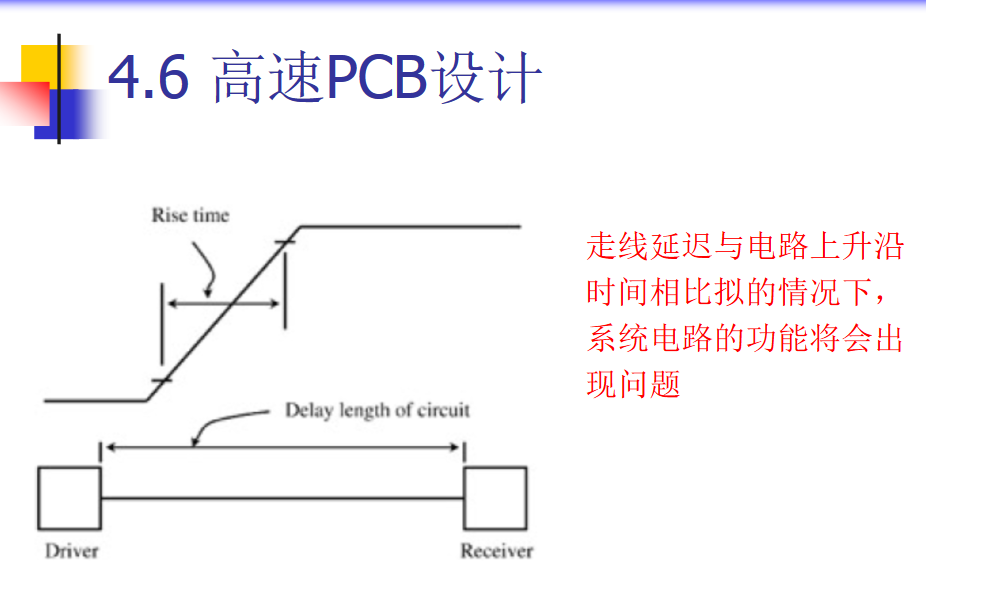 4.6 高速PCB设计
Rise time
走线延迟与电路上升沿
时间相比拟的情况下，
系统电路的功能将会出
现问题
Delay length of circuit
Driver
Receiver